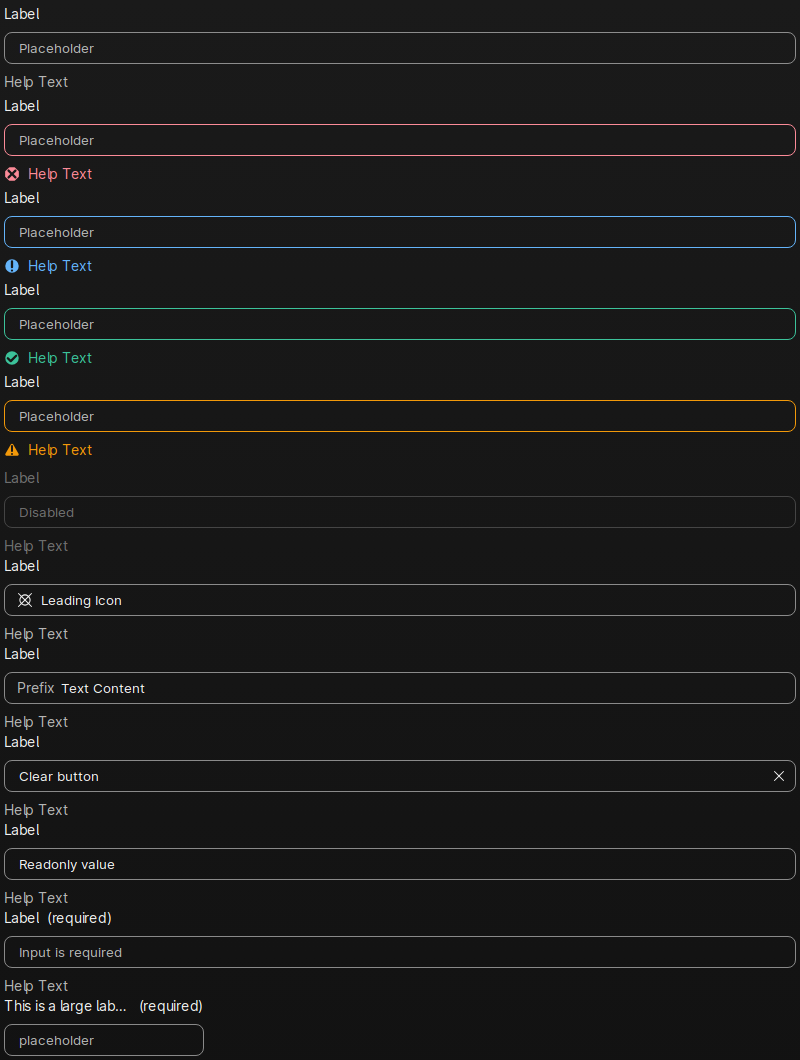 Label
Placeholder
Help Text
Label
Placeholder
Help Text
Label
Placeholder
Help Text
Label
Placeholder
Help Text
Label
Placeholder
Help Text
Label
Disabled
Help Text
Label
Leading Icon
Help Text
Label
Prefix Text Content
Help Text
Label
Clear button
Help Text
Label
Readonly value
Help Text
Label (required)
Input is required
Help Text
This is a large lab... (required)
placeholder